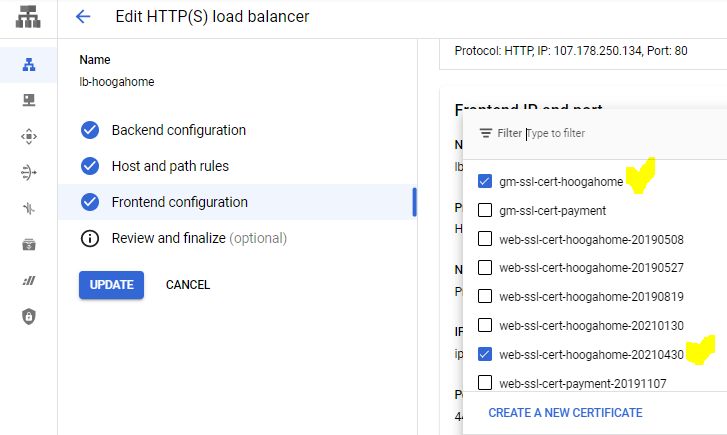 Edit HTTP(S) load balancer
Name
lb-hoogahome
Backend configuration
Host and path rules
Frontend configuration
Review and finalize (optional)
UPDATE
CANCEL
Protocol: HTTP, IP: 107.178.250.134, Port: 80
Frontend IP and port
Filter Type to filter
gm-ssl-cert-hoogahome
gm-ssl-cert-payment
web-ssl-cert-hoogahome-20190508
web-ssl-cert-hoogahome-20190527
web-ssl-cert-hoogahome-20190819
web-ssl-cert-hoogahome-20210130
web-ssl-cert-hoogahome-20210430
web-ssl-cert-payment-20191107
CREATE A NEW CERTIFICATE